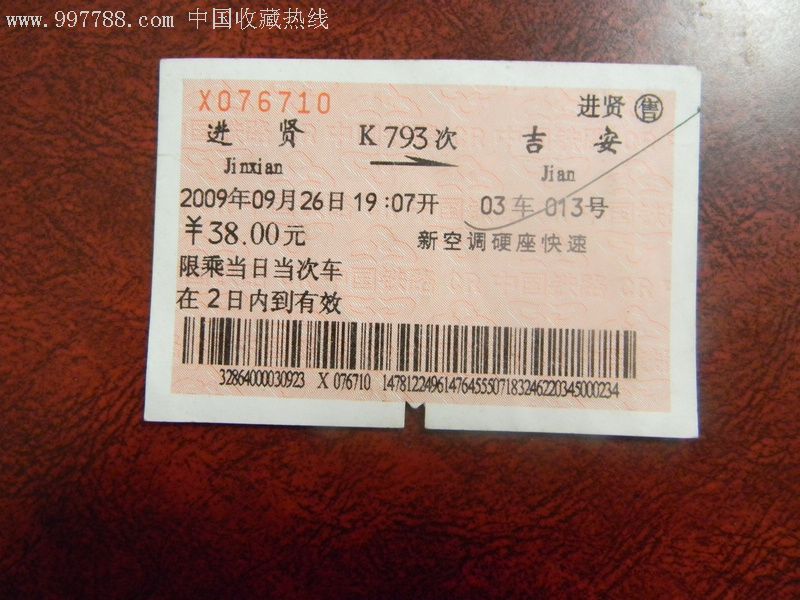 www.997788.com 中国收藏热线
X076710 进贤 售
进贤 K793次 吉安
Jinxian Jian
2009年09月26日 19:07开 03车 013号
￥38.00元 新空调硬座快速
限乘当日当次车
在2日内到有效
32864000030923 X 076710 14781224961476455507183246220345000234